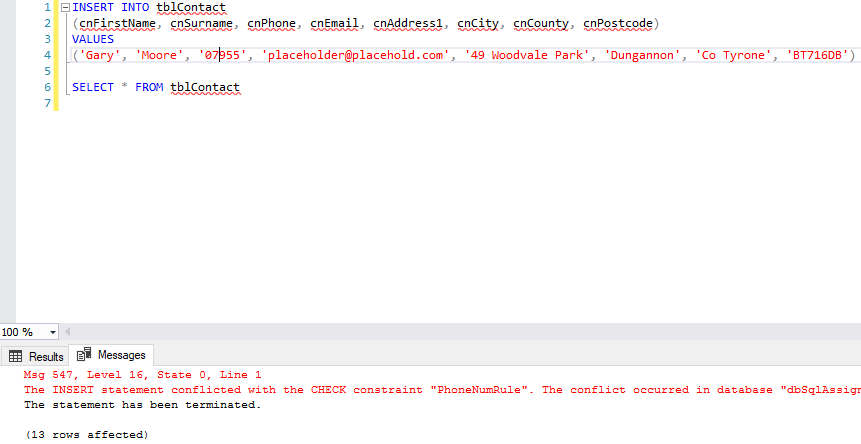 1 INSERT INTO tblContact
2 (cnFirstName, cnSurname, cnPhone, cnEmail, cnAddress1, cnCity, cnCounty, cnPostcode)
3 VALUES
4 ('Gary', 'Moore', '07955', 'placeholder@placehold.com', '49 Woodvale Park', 'Dungannon', 'Co Tyrone', 'BT716DB')
5
6 SELECT * FROM tblContact
7
100 %
Results Messages
Msg 547, Level 16, State 0, Line 1
The INSERT statement conflicted with the CHECK constraint "PhoneNumRule". The conflict occurred in database "dbSqlAssign
The statement has been terminated.
(13 rows affected)